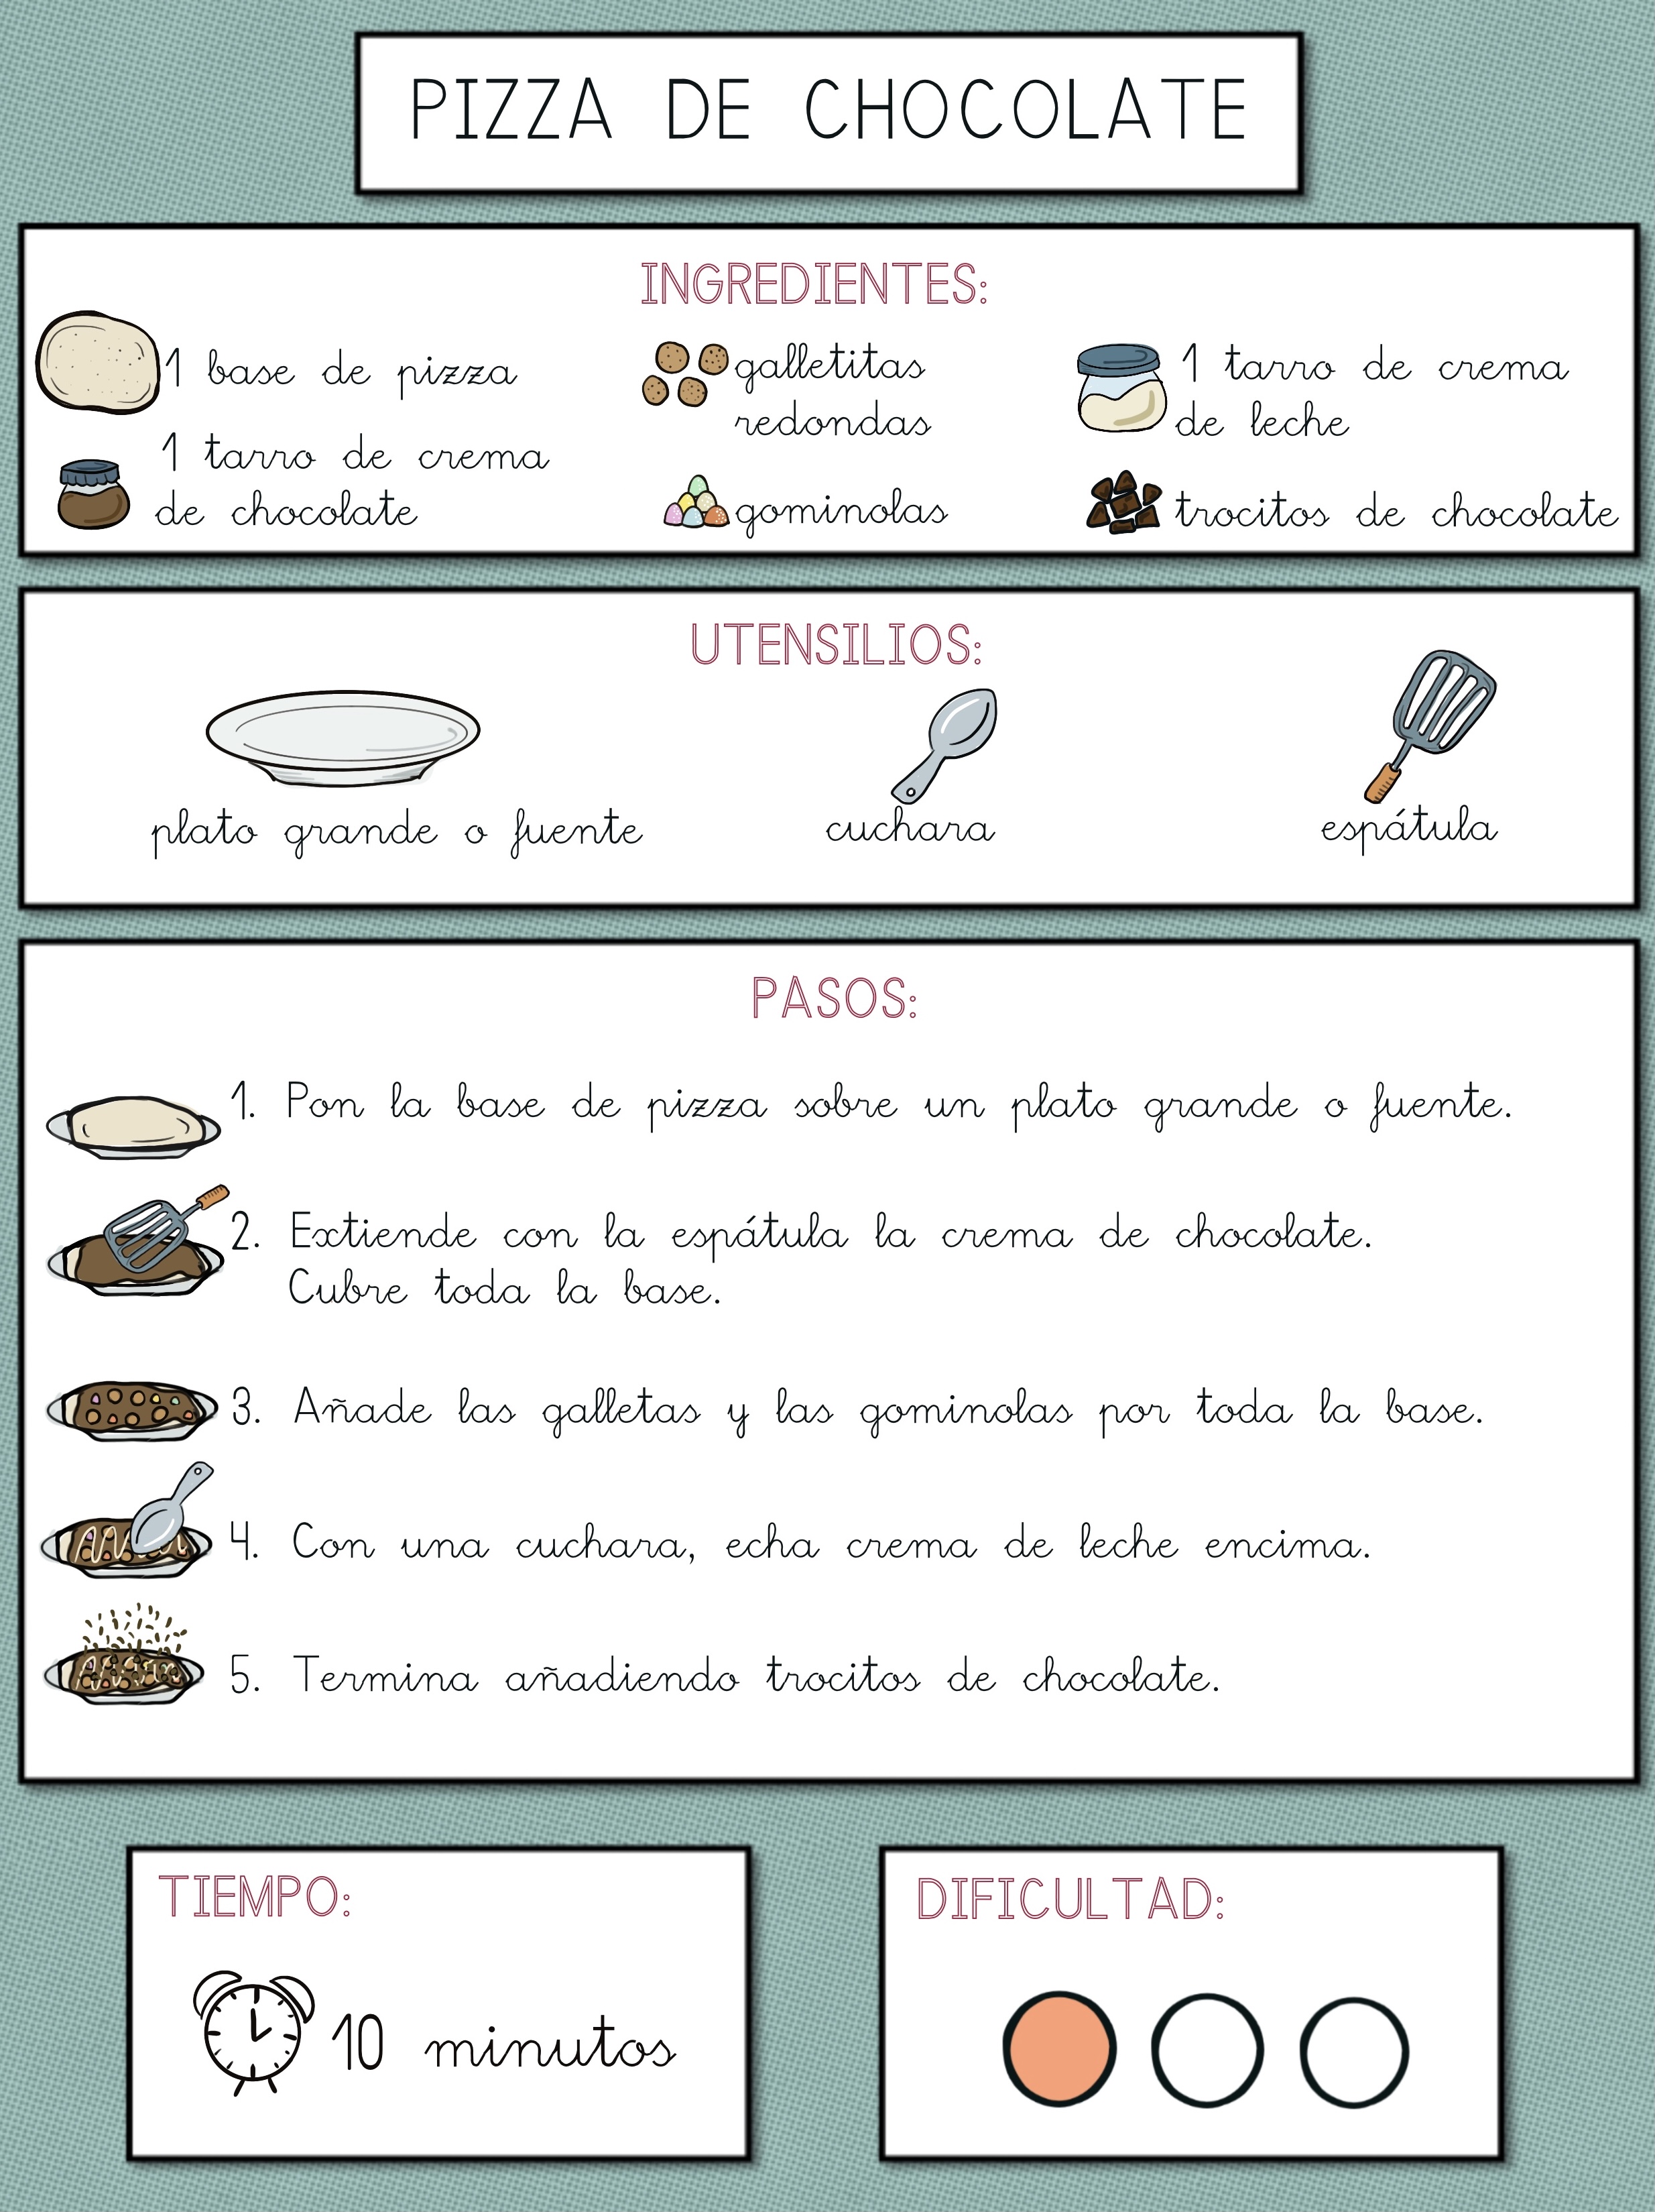 PIZZA DE CHOCOLATE
INGREDIENTES:
1 base de pizza
1 tarro de crema
de chocolate
galletitas
redondas
gominolas
1 tarro de crema
de leche
trocitos de chocolate
UTENSILIOS:
plato grande o fuente
cuchara
espátula
PASOS:
1. Pon la base de pizza sobre un plato grande o fuente.
2. Extiende con la espátula la crema de chocolate.
Cubre toda la base.
3. Añade las galletas y las gominolas por toda la base.
4. Con una cuchara, echa crema de leche encima.
5. Termina añadiendo trocitos de chocolate.
TIEMPO:
10 minutos
DIFICULTAD: